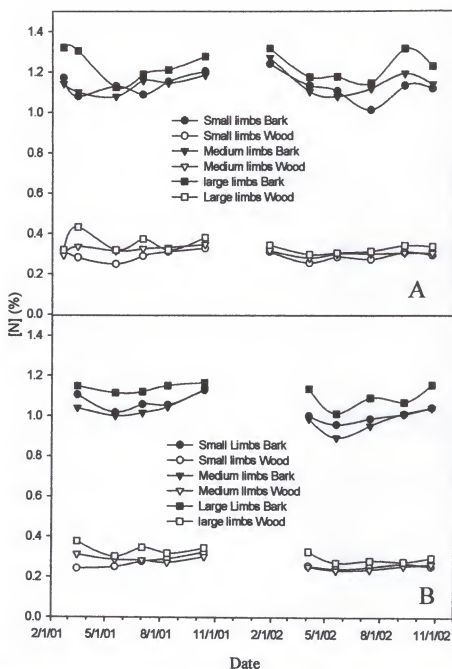 1.4
1.2
1.0
0.8
0.6
0.4
0.2
0.0
Small limbs Bark
Small limbs Wood
Medium limbs Bark
Medium limbs Wood
large limbs Bark
Large limbs Wood
A
[N] (%)
1.4
1.2
1.0
0.8
0.6
0.4
0.2
0.0
Small Limbs Bark
Small limbs Wood
Medium limbs Bark
Medium limbs Wood
Large Limbs Bark
large limbs Wood
B
2/1/01 5/1/01 8/1/01 11/1/01 2/1/02 5/1/02 8/1/02 11/1/02
Date